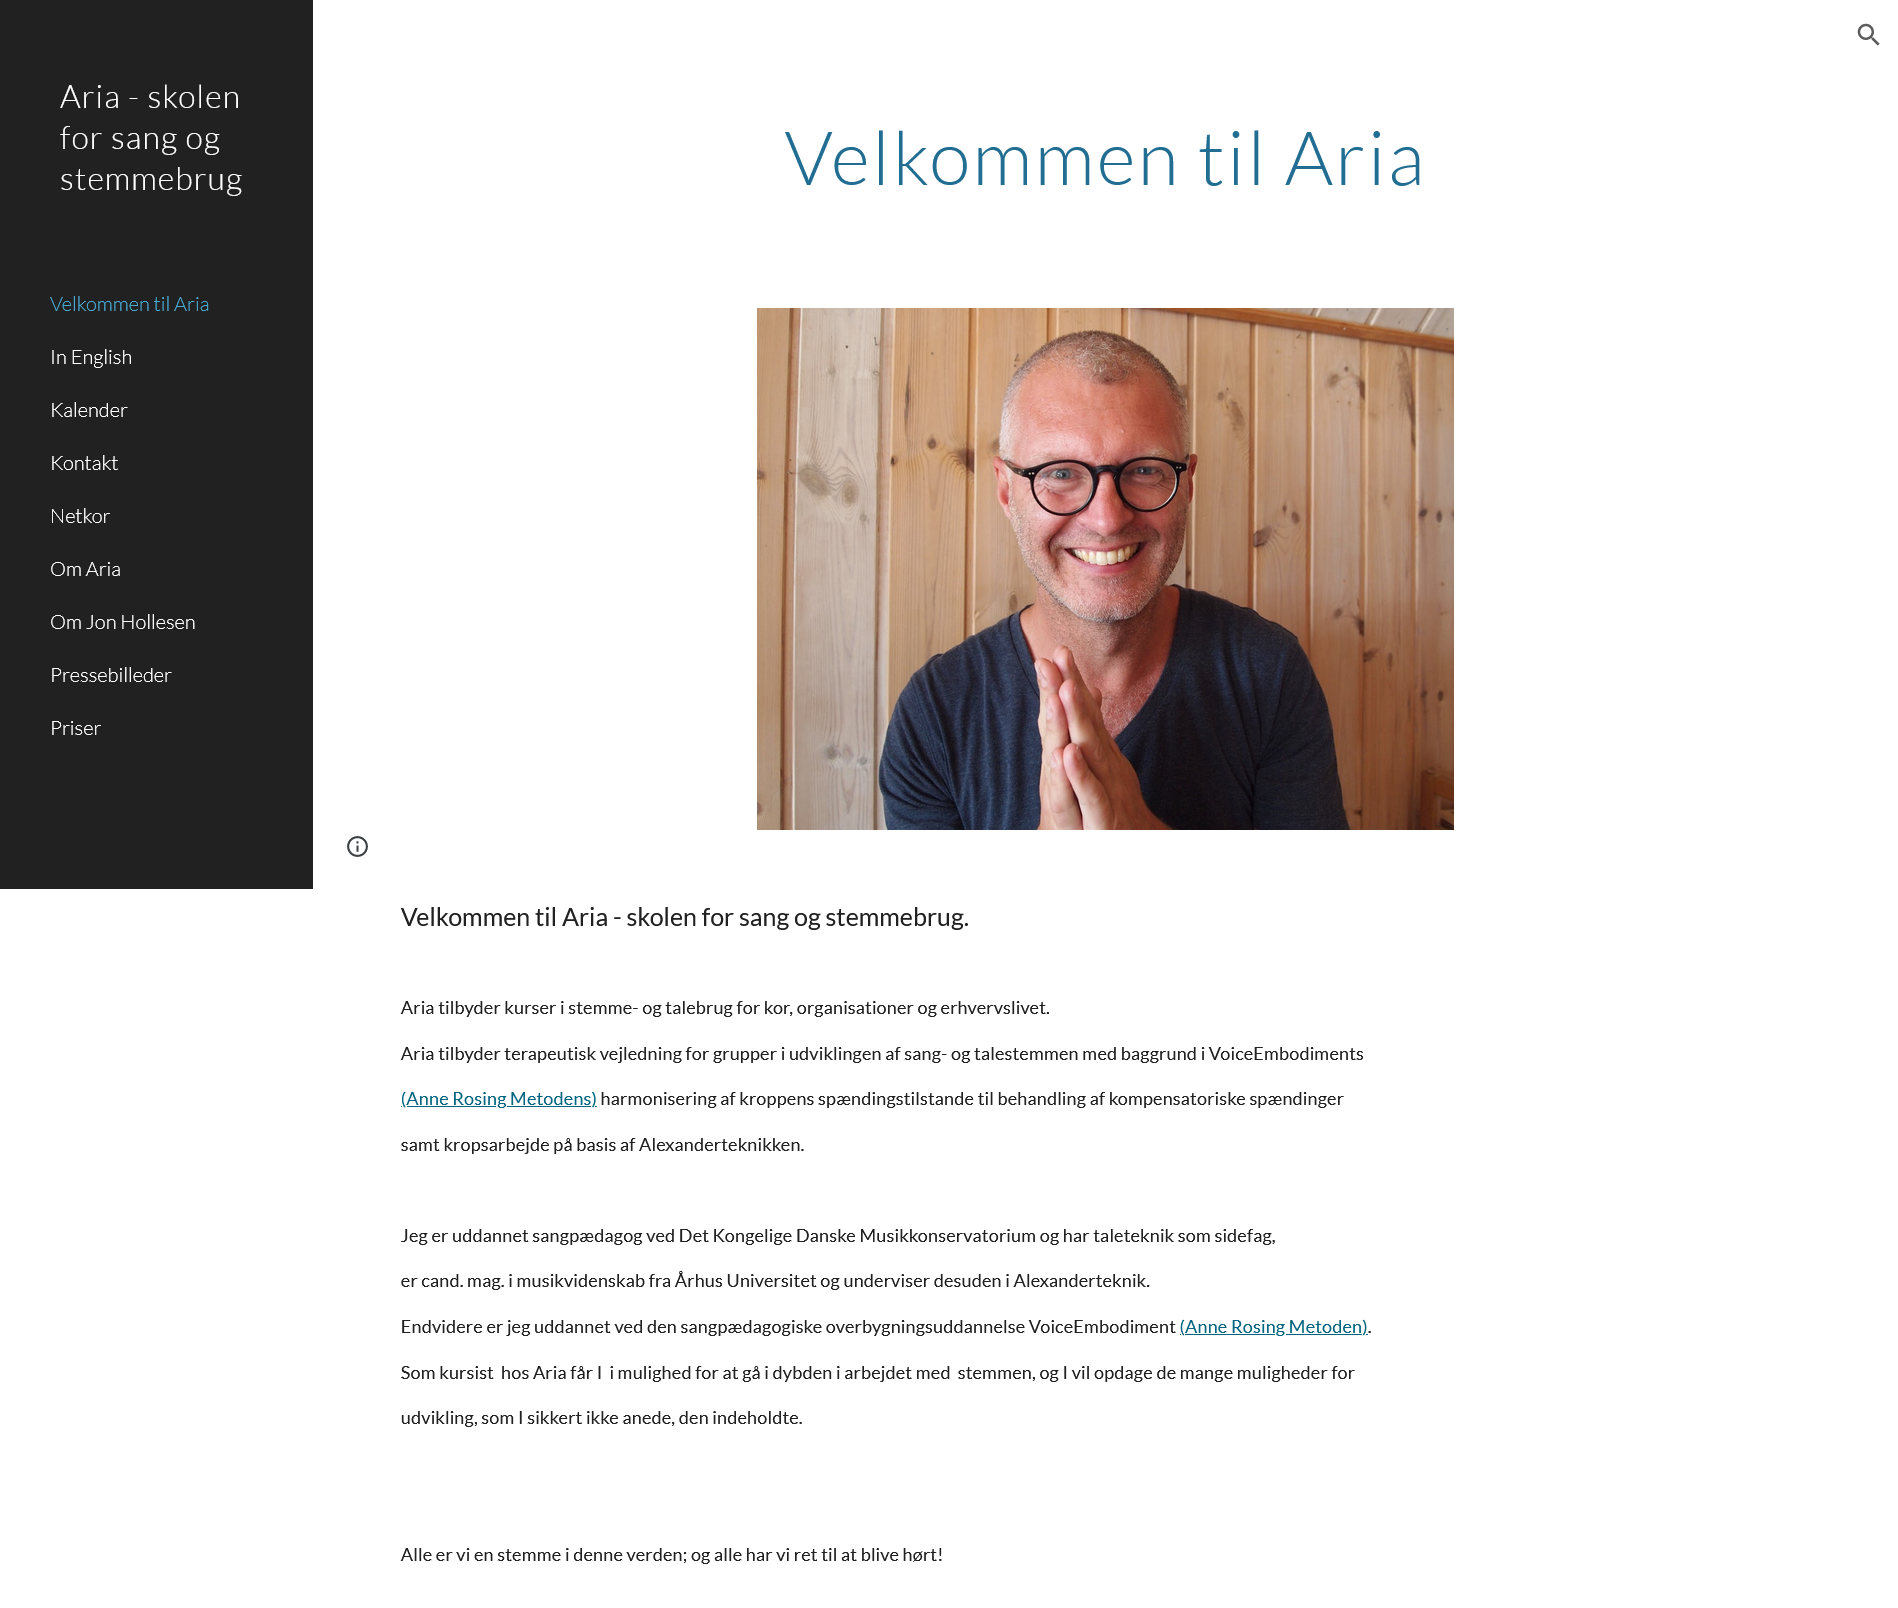 Aria - skolen
for sang og
stemmebrug
Velkommen til Aria
In English
Kalender
Kontakt
Netkor
Om Aria
Om Jon Hollesen
Pressebilleder
Priser
Velkommen til Aria
Velkommen til Aria - skolen for sang og stemmebrug.
Aria tilbyder kurser i stemme- og talebrug for kor, organisationer og erhvervslivet.
Aria tilbyder terapeutisk vejledning for grupper i udviklingen af sang- og talestemmen med baggrund i VoiceEmbodiments
(Anne Rosing Metodens) harmonisering af kroppens spændingstilstande til behandling af kompensatoriske spændinger
samt kropsarbejde på basis af Alexanderteknikken.
Jeg er uddannet sangpædagog ved Det Kongelige Danske Musikkonservatorium og har taleteknik som sidefag,
er cand. mag. i musikvidenskab fra Århus Universitet og underviser desuden i Alexanderteknik.
Endvidere er jeg uddannet ved den sangpædagogiske overbygningsuddannelse VoiceEmbodiment (Anne Rosing Metoden).
Som kursist  hos Aria får I  i mulighed for at gå i dybden i arbejdet med  stemmen, og I vil opdage de mange muligheder for
udvikling, som I sikkert ikke anede, den indeholdte.
Alle er vi en stemme i denne verden; og alle har vi ret til at blive hørt!